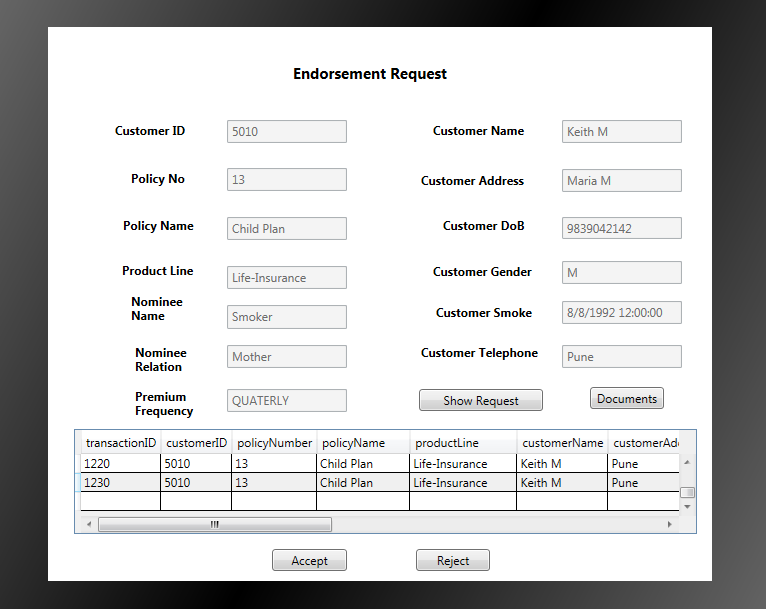 Endorsement Request
Customer ID 5010 Customer Name Keith M
Policy No 13 Customer Address Maria M
Policy Name Child Plan Customer DoB 9839042142
Product Line Life-Insurance Customer Gender M
Nominee
Name Smoker Customer Smoke 8/8/1992 12:00:00
Nominee
Relation Mother Customer Telephone Pune
Premium
Frequency QUATERLY Show Request Documents
transactionID customerID policyNumber policyName productLine customerName customerAd
1220 5010 13 Child Plan Life-Insurance Keith M Pune
1230 5010 13 Child Plan Life-Insurance Keith M Pune
Accept Reject